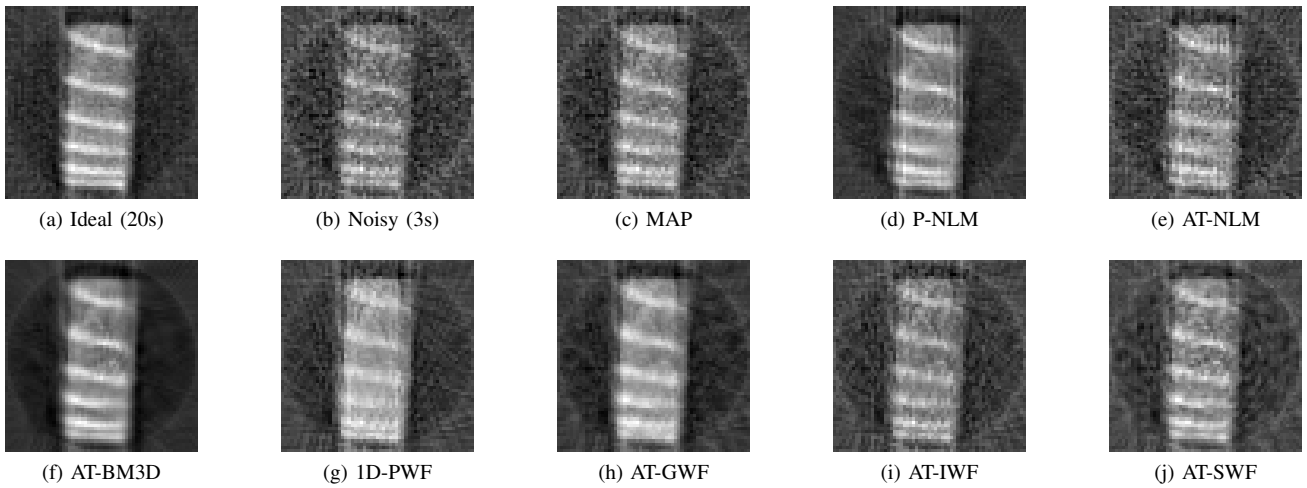 (a) Ideal (20s)
(b) Noisy (3s)
(c) MAP
(d) P-NLM
(e) AT-NLM
(f) AT-BM3D
(g) 1D-PWF
(h) AT-GWF
(i) AT-IWF
(j) AT-SWF